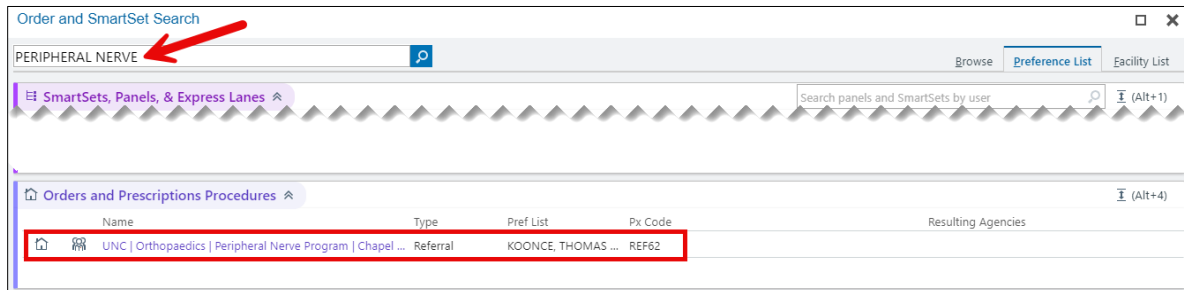 Order and SmartSet Search
PERIPHERAL NERVE
Browse Preference List Facility List
SmartSets, Panels, & Express Lanes Search panels and SmartSets by user (Alt+1)
Orders and Prescriptions Procedures (Alt+4)
Name Type Pref List Px Code Resulting Agencies
UNC | Orthopaedics | Peripheral Nerve Program | Chapel ... Referral KOONCE, THOMAS ... REF62